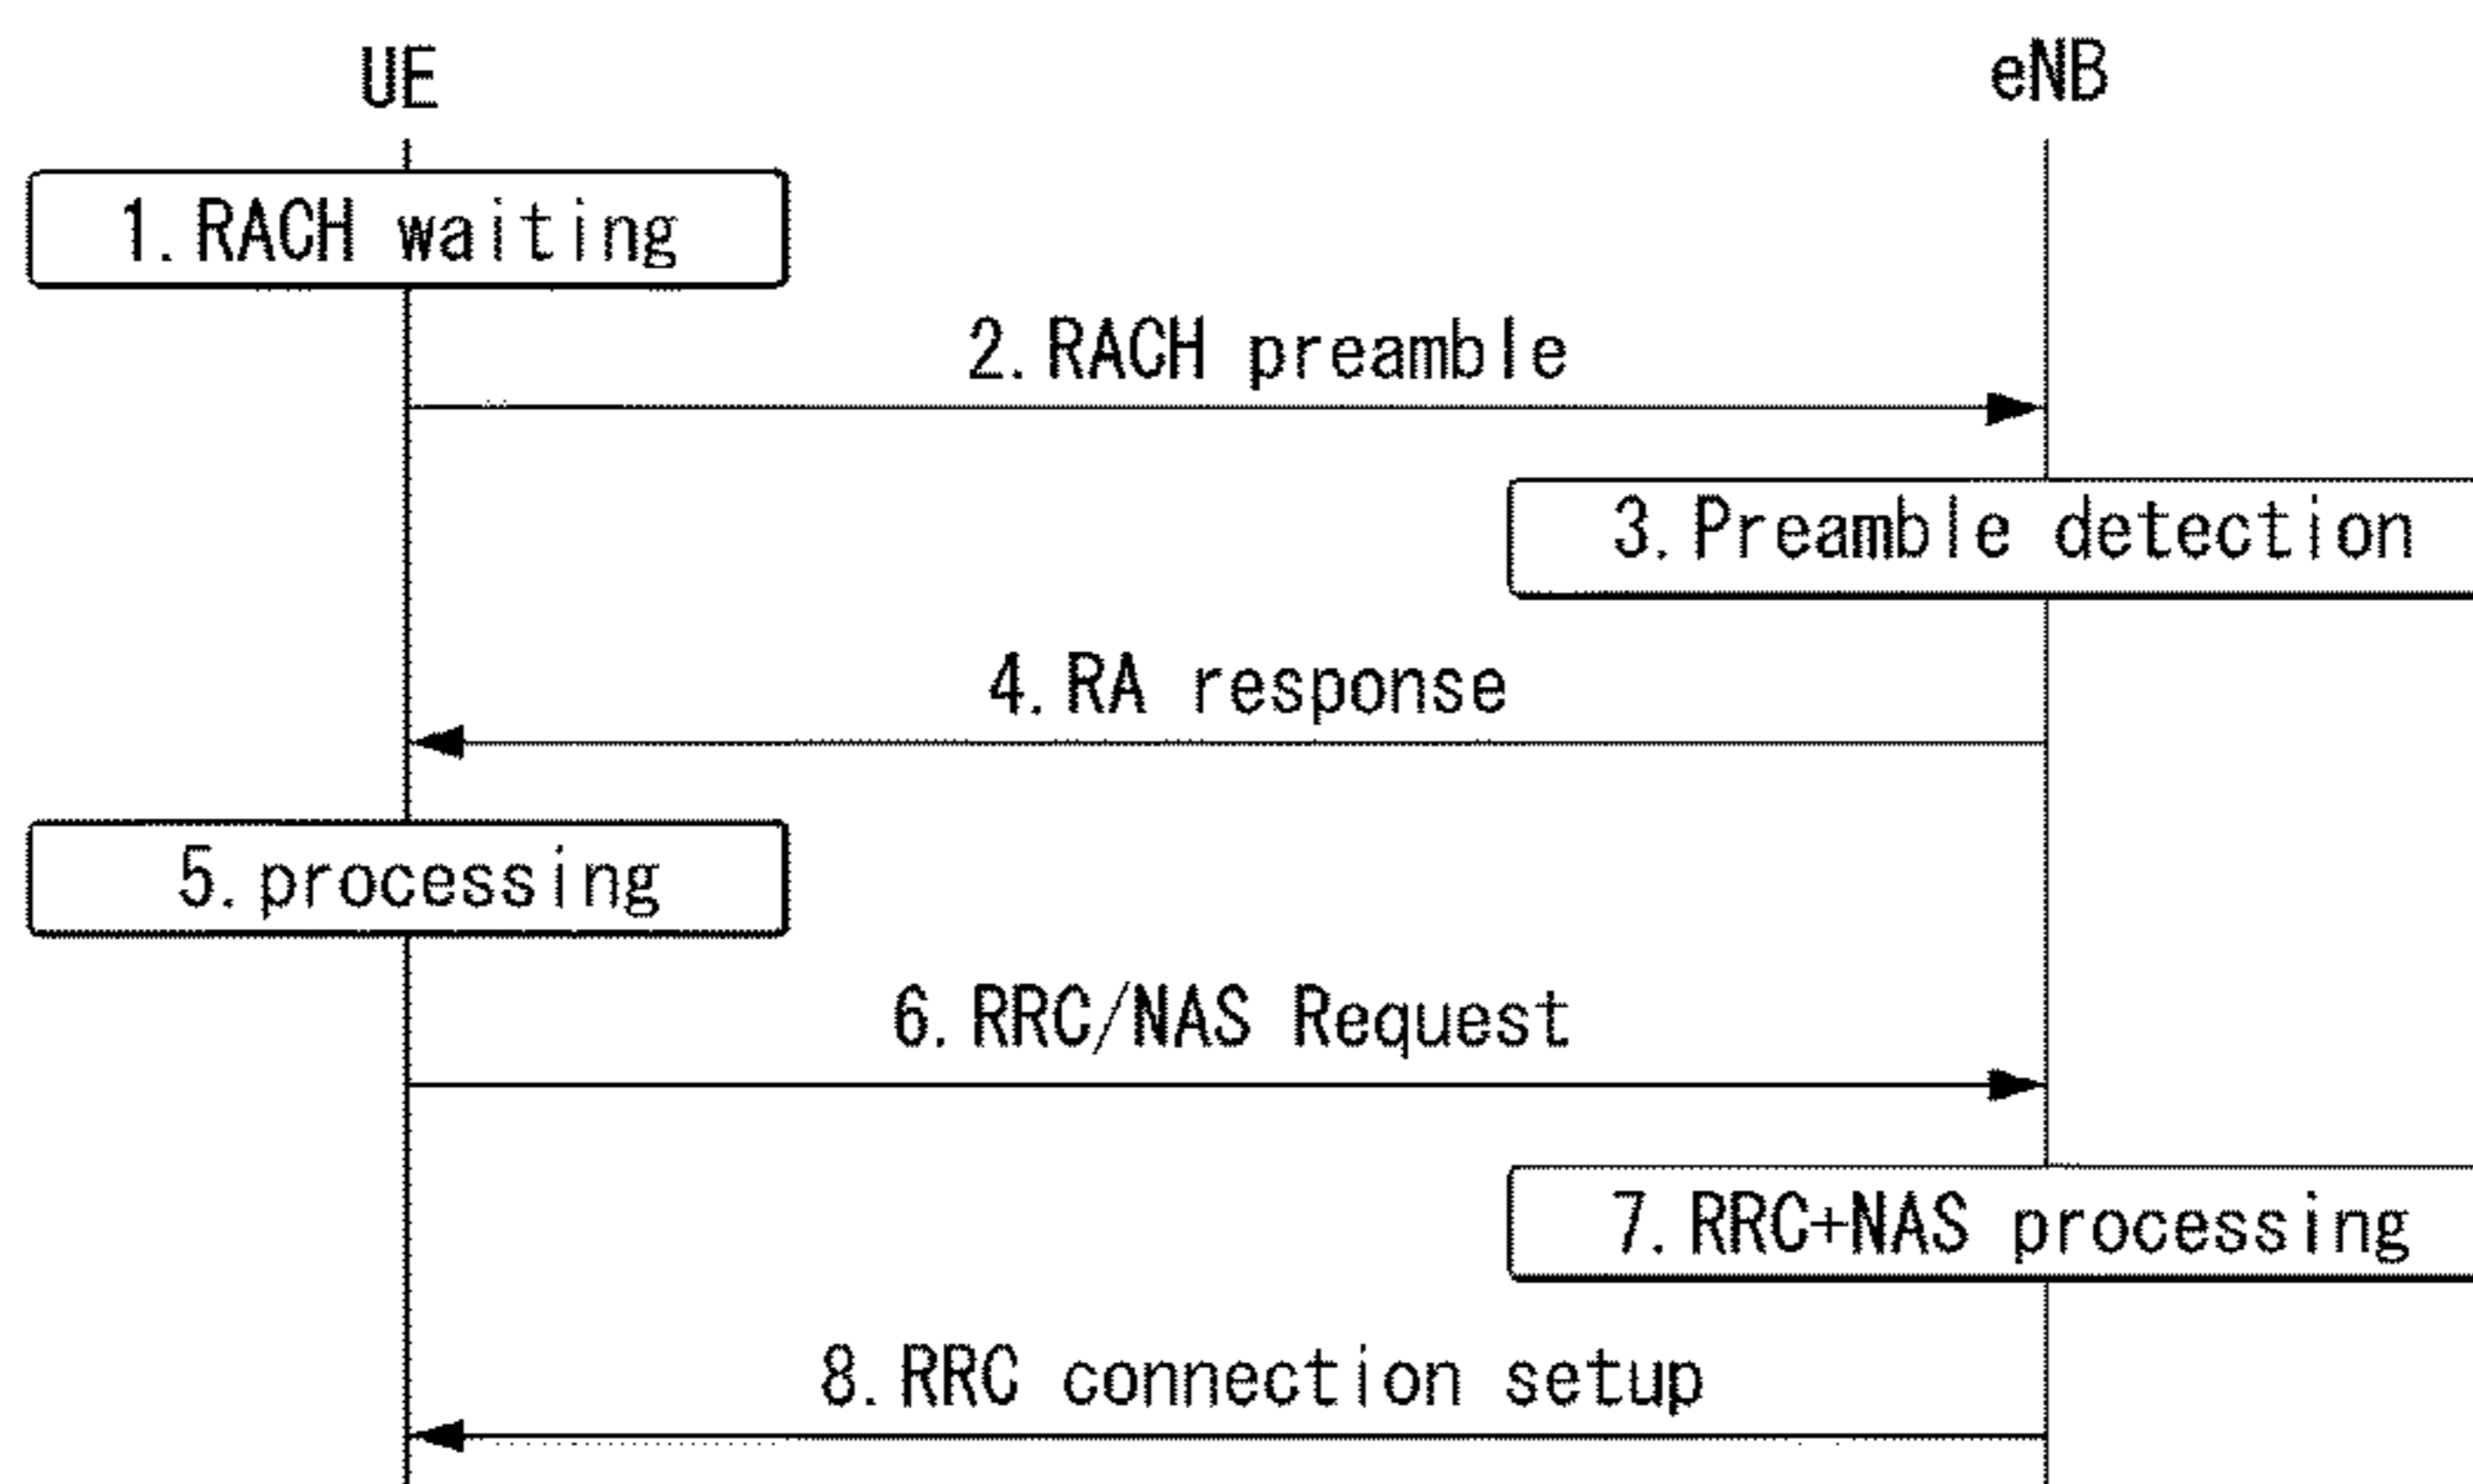 UE eNB
1. RACH waiting
2. RACH preamble
3. Preamble detection
4. RA response
5. processing
6. RRC/NAS Request
7. RRC+NAS processing
8. RRC connection setup